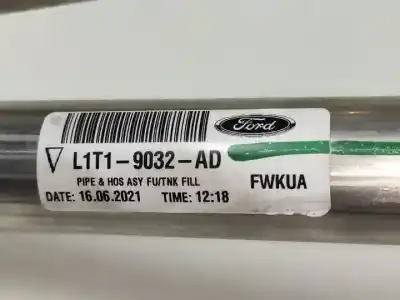 Ford
L1T1-9032-AD
PIPE & HOS ASY FU/TNK FILL
FWKUA
DATE: 16.06.2021 TIME: 12:18